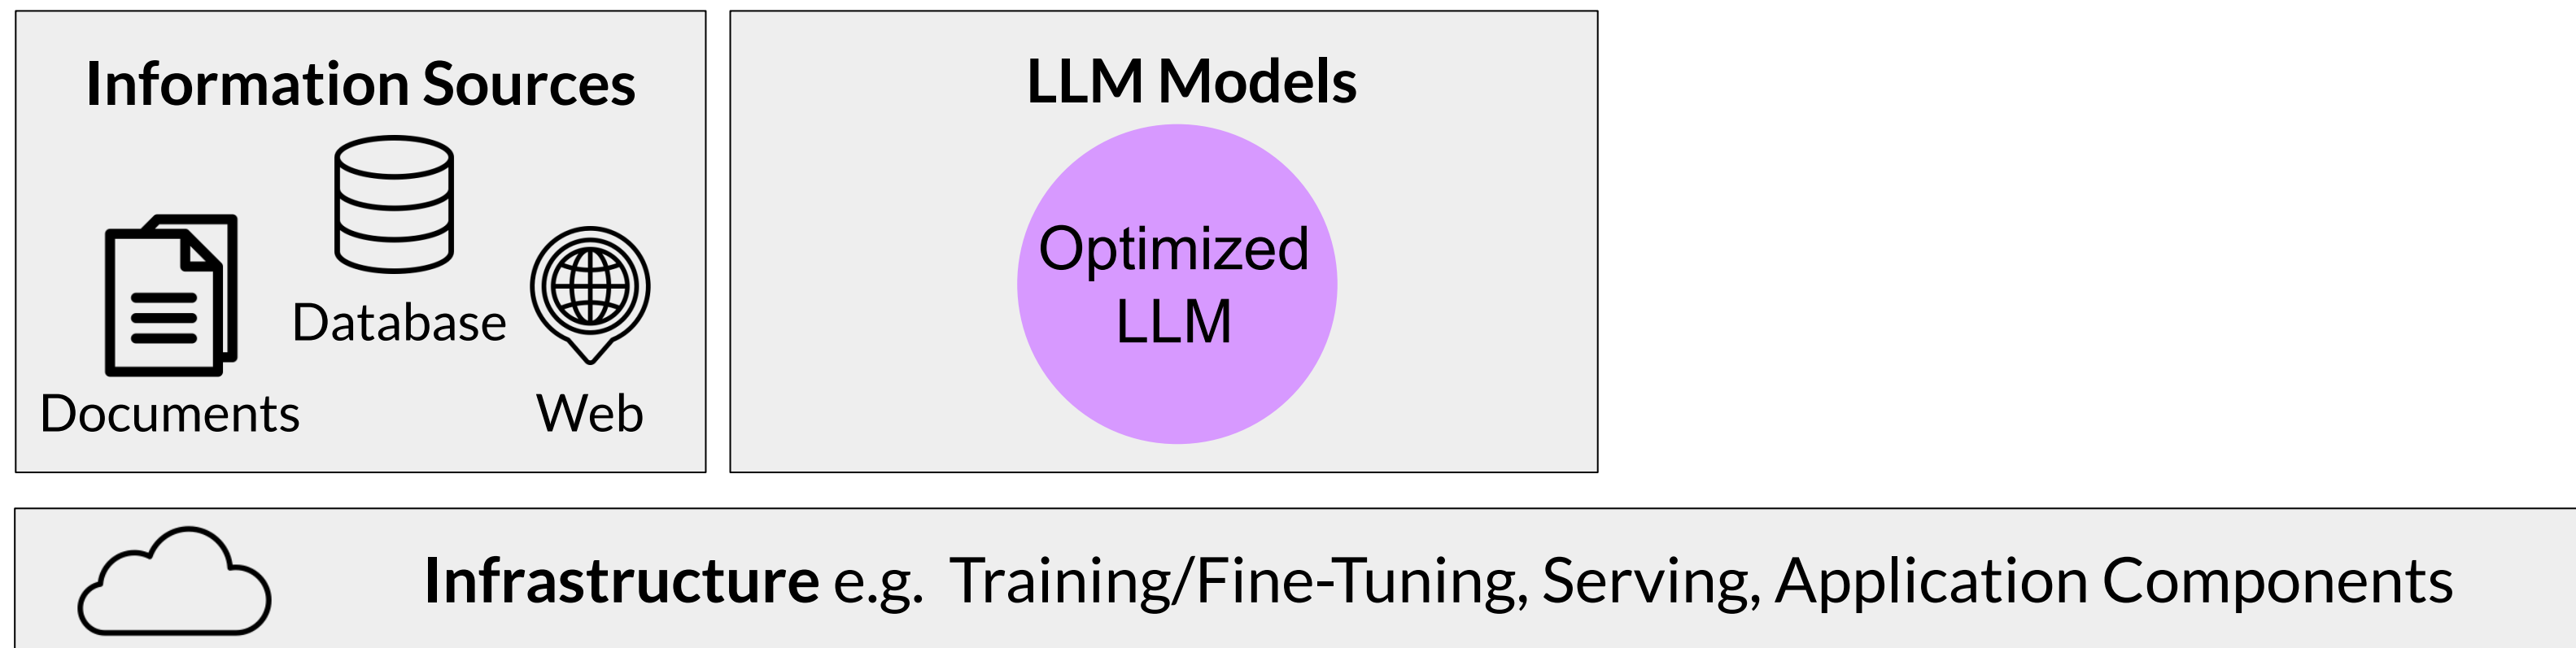 Information Sources
Database
Documents
Web
LLM Models
Optimized
LLM
Infrastructure e.g. Training/Fine-Tuning, Serving, Application Components